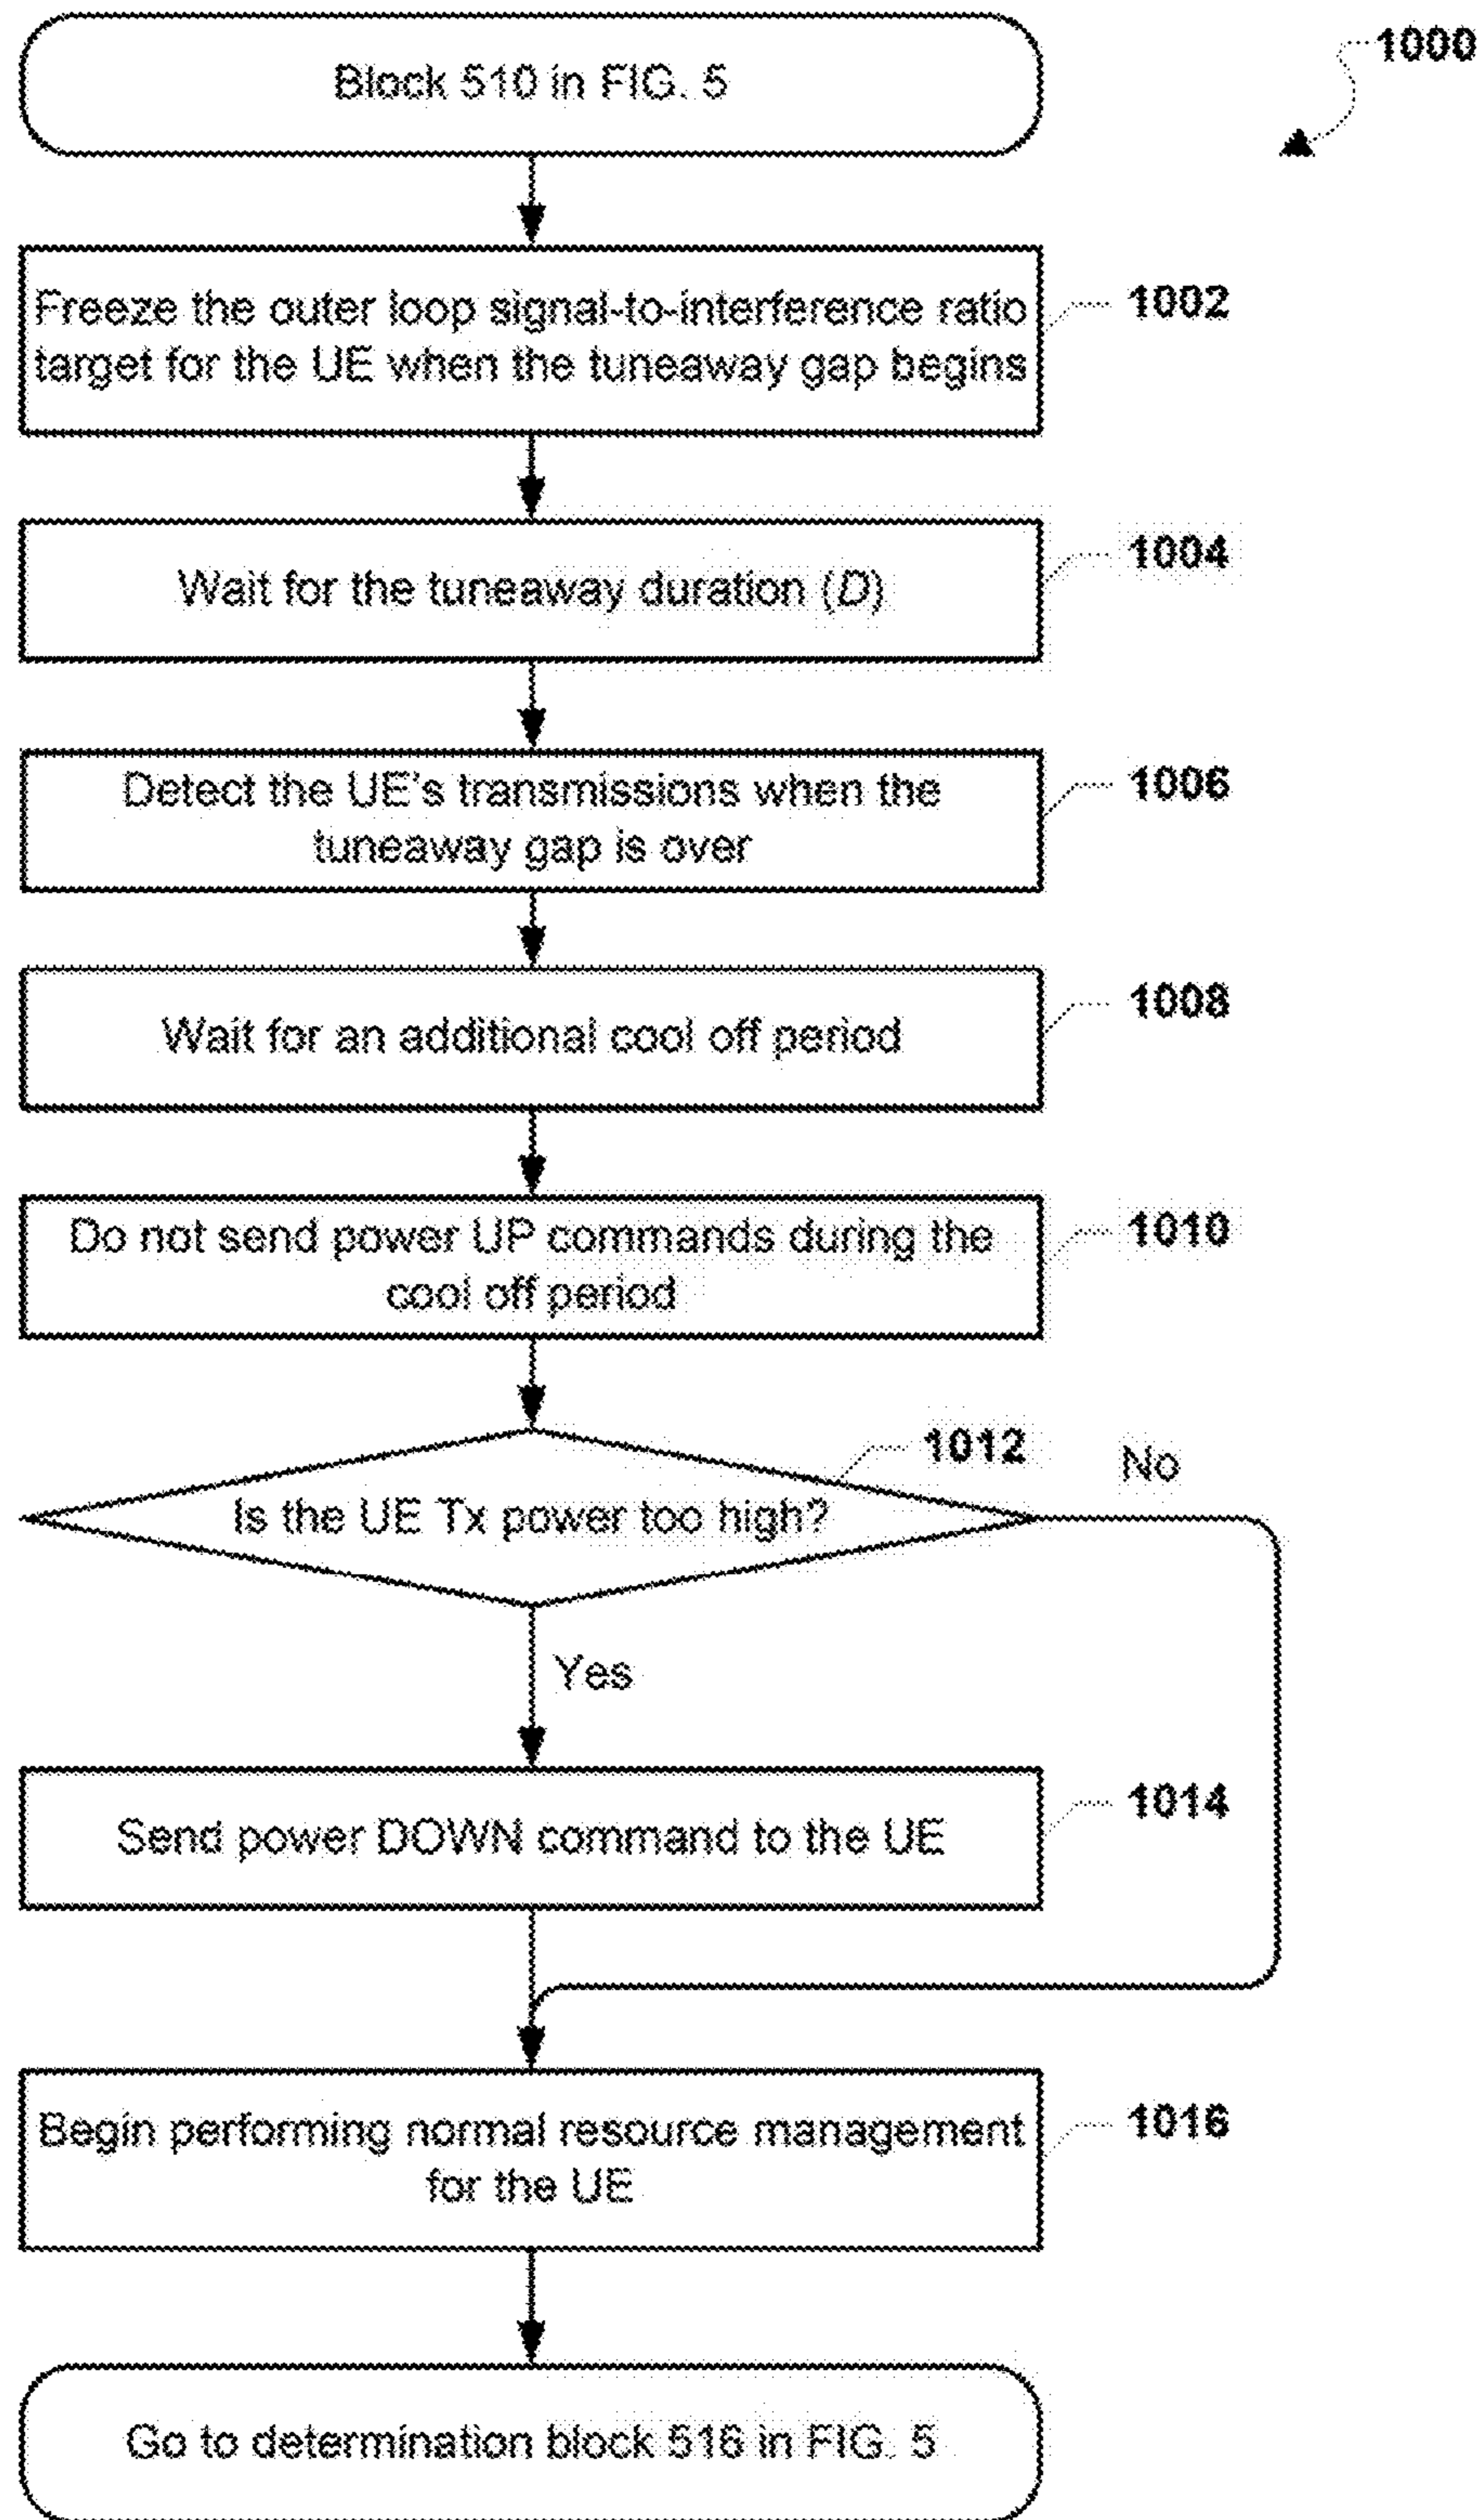 Block 510 in FIG. 5
1000
Freeze the outer loop signal-to-interference ratio
target for the UE when the tuneaway gap begins
1002
Wait for the tuneaway duration (D)
1004
Detect the UE's transmissions when the
tuneaway gap is over
1006
Wait for an additional cool off period
1008
Do not send power UP commands during the
cool off period
1010
Is the UE Tx power too high?
1012
No
Yes
Send power DOWN command to the UE
1014
Begin performing normal resource management
for the UE
1016
Go to determination block 516 in FIG. 5